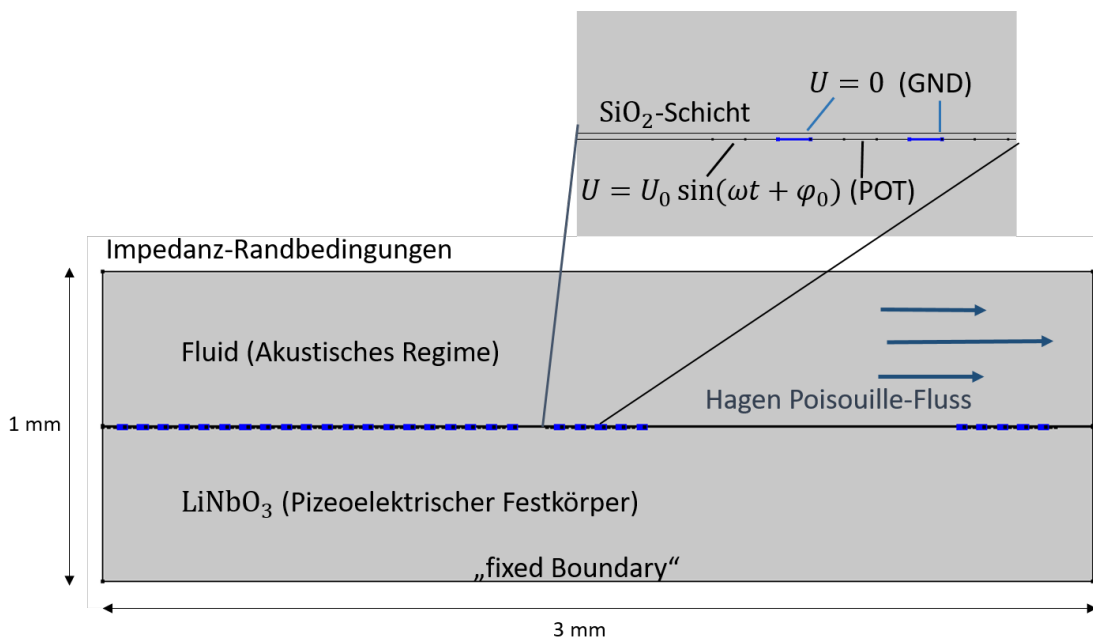 U = 0 (GND)
SiO₂-Schicht
U = U₀ sin(ωt + φ₀) (POT)
Impedanz-Randbedingungen
Fluid (Akustisches Regime)
Hagen Poisouille-Fluss
1 mm
LiNbO₃ (Pizeoelektrischer Festkörper)
„fixed Boundary“
3 mm